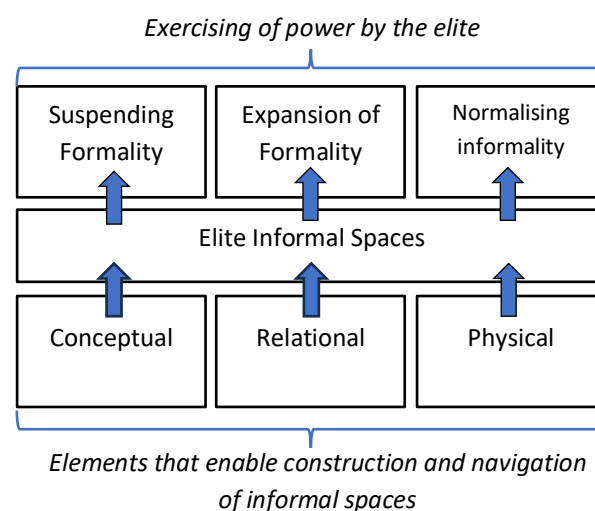 Exercising of power by the elite
Suspending
Formality
Expansion of
Formality
Normalising
informality
Elite Informal Spaces
Conceptual
Relational
Physical
Elements that enable construction and navigation
of informal spaces